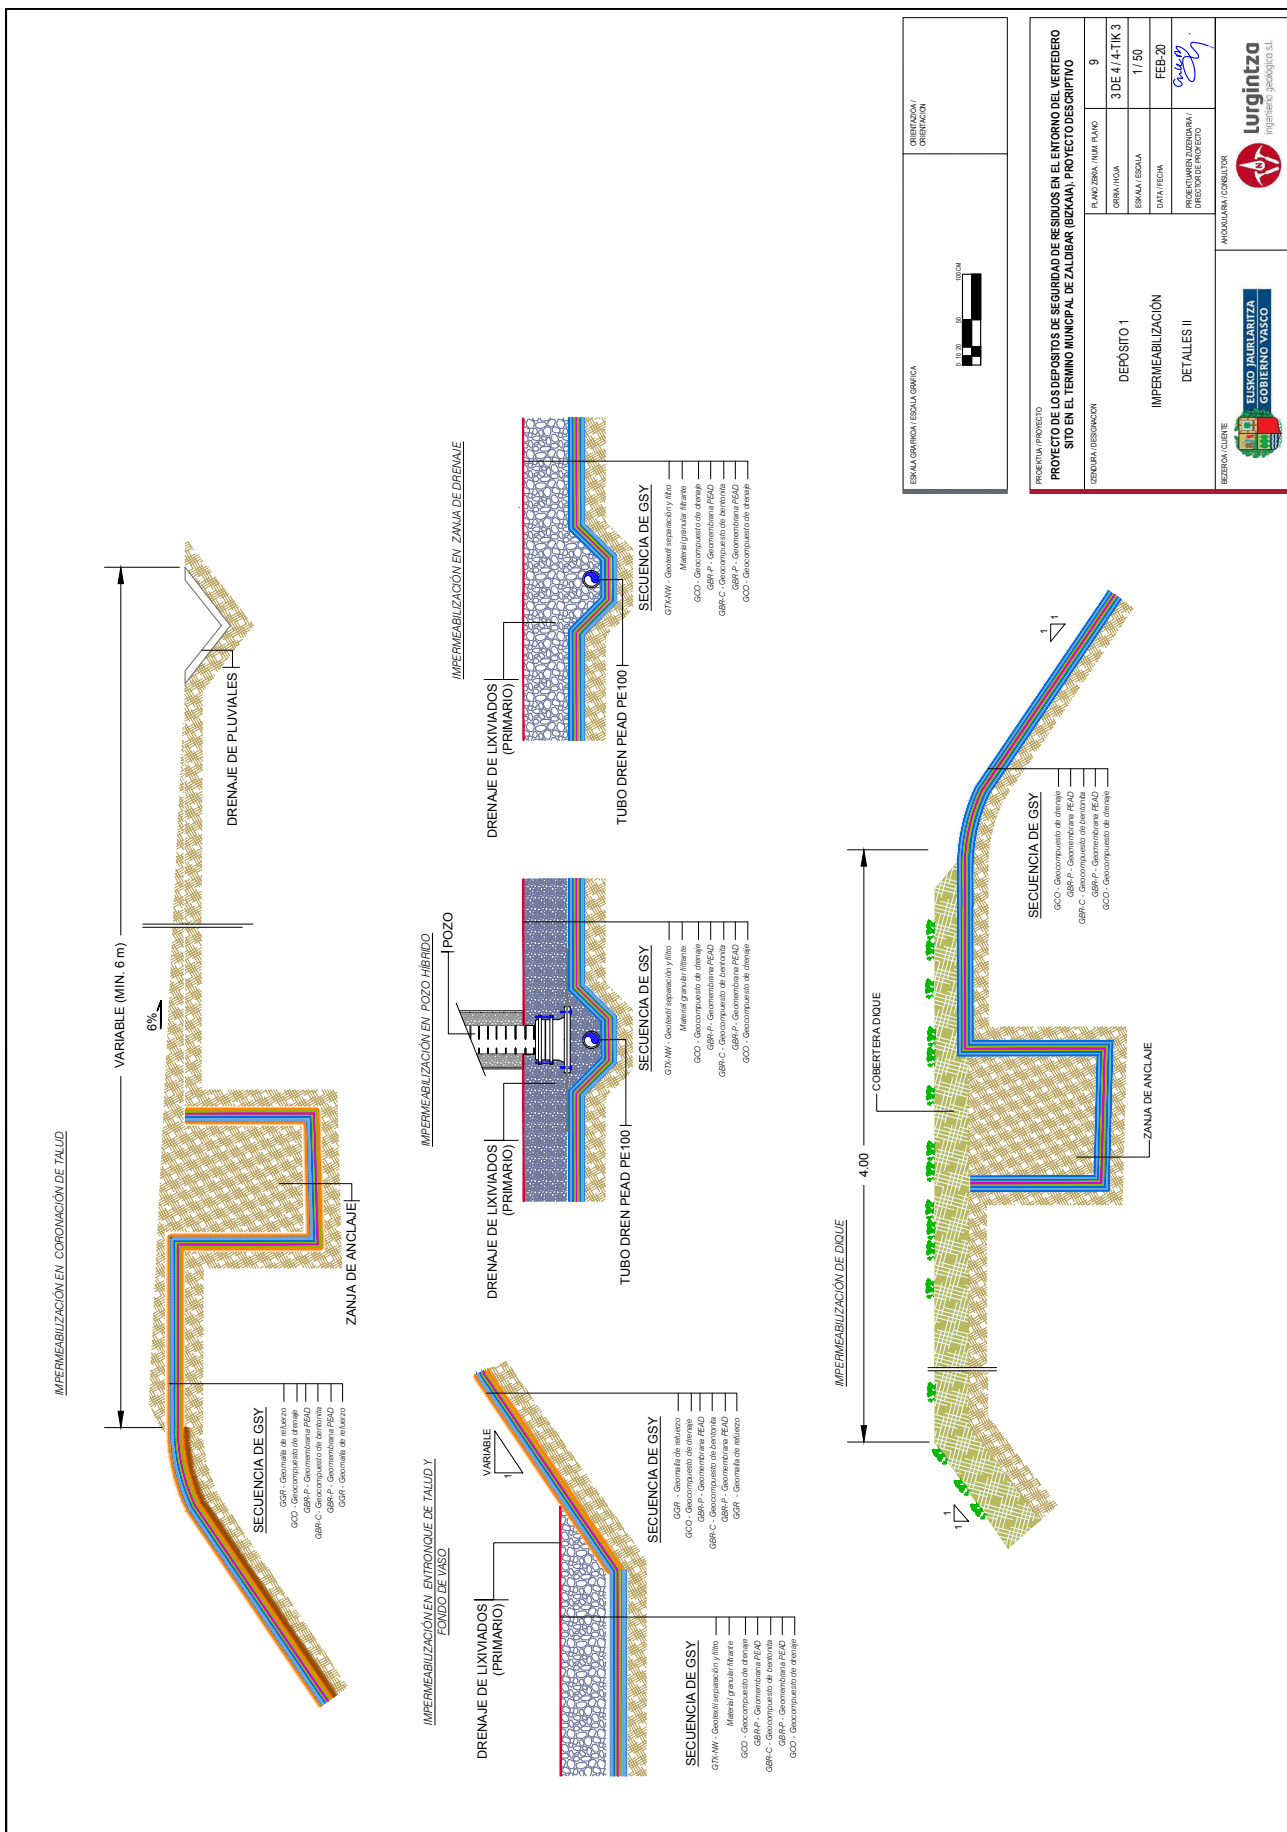 IMPERMEABILIZACIÓN EN CORONACIÓN DE TALUD
VARIABLE (MIN. 6 m)
6%
DRENAJE DE PLUVIALES
ZANJA DE ANCLAJE
SECUENCIA DE GSY
GGR - Geomalla de refuerzo
GCO - Geocompuesto de drenaje
GBR-P - Geomembrana PEAD
GBR-C - Geocompuesto de bentonita
GBR-P - Geomembrana PEAD
GGR - Geomalla de refuerzo
IMPERMEABILIZACIÓN EN ENTRONQUE DE TALUD Y
FONDO DE VASO
DRENAJE DE LIXIVIADOS
(PRIMARIO)
VARIABLE
1
SECUENCIA DE GSY
GGR - Geomalla de refuerzo
GCO - Geocompuesto de drenaje
GBR-P - Geomembrana PEAD
GBR-C - Geocompuesto de bentonita
GBR-P - Geomembrana PEAD
GGR - Geomalla de refuerzo
SECUENCIA DE GSY
GTX-NW - Geotextil separación y filtro
Material granular filtrante
GCO - Geocompuesto de drenaje
GBR-P - Geomembrana PEAD
GBR-C - Geocompuesto de bentonita
GBR-P - Geomembrana PEAD
GCO - Geocompuesto de drenaje
IMPERMEABILIZACIÓN EN POZO HÍBRIDO
POZO
DRENAJE DE LIXIVIADOS
(PRIMARIO)
TUBO DREN PEAD PE100
SECUENCIA DE GSY
GTX-NW - Geotextil separación y filtro
Material granular filtrante
GCO - Geocompuesto de drenaje
GBR-P - Geomembrana PEAD
GBR-C - Geocompuesto de bentonita
GBR-P - Geomembrana PEAD
GCO - Geocompuesto de drenaje
IMPERMEABILIZACIÓN EN ZANJA DE DRENAJE
DRENAJE DE LIXIVIADOS
(PRIMARIO)
TUBO DREN PEAD PE100
SECUENCIA DE GSY
GTX-NW - Geotextil separación y filtro
Material granular filtrante
GCO - Geocompuesto de drenaje
GBR-P - Geomembrana PEAD
GBR-C - Geocompuesto de bentonita
GBR-P - Geomembrana PEAD
GCO - Geocompuesto de drenaje
IMPERMEABILIZACIÓN DE DIQUE
4.00
COBERTERA DIQUE
1
1
1
1
ZANJA DE ANCLAJE
SECUENCIA DE GSY
GCO - Geocompuesto de drenaje
GBR-P - Geomembrana PEAD
GBR-C - Geocompuesto de bentonita
GBR-P - Geomembrana PEAD
GCO - Geocompuesto de drenaje
ESKALA GRAFIKOA / ESCALA GRAFICA
0 10 20 50 100 CM
ORIENTAZIOA /
ORIENTACION
PROIEKTUA / PROYECTO
PROYECTO DE LOS DEPOSITOS DE SEGURIDAD DE RESIDUOS EN EL ENTORNO DEL VERTEDERO
SITO EN EL TERMINO MUNICIPAL DE ZALDIBAR (BIZKAIA). PROYECTO DESCRIPTIVO
IZENDURA / DESIGNACION
DEPÓSITO 1
IMPERMEABILIZACIÓN
DETALLES II
PLANO ZBKIA. / NUM. PLANO
9
ORRIA / HOJA
3 DE 4 / 4-TIK 3
ESKALA / ESCALA
1 / 50
DATA / FECHA
FEB-20
PROIEKTUAREN ZUZENDARIA /
DIRECTOR DE PROYECTO
BEZEROA / CLIENTE
EUSKO JAURLARITZA
GOBIERNO VASCO
AHOLKULARIA / CONSULTOR
N
Lurgintza
ingeniería geológica s.l.